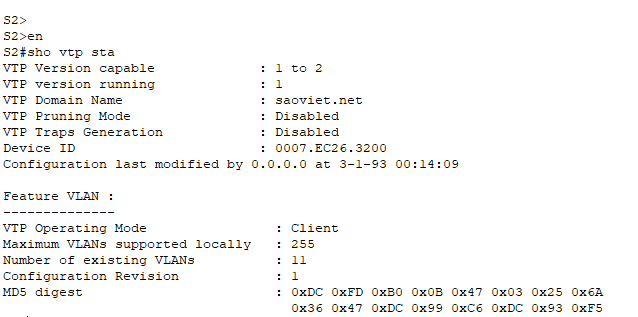 S2>
S2>en
S2#sho vtp sta
VTP Version capable : 1 to 2
VTP version running : 1
VTP Domain Name : saoviet.net
VTP Pruning Mode : Disabled
VTP Traps Generation : Disabled
Device ID : 0007.EC26.3200
Configuration last modified by 0.0.0.0 at 3-1-93 00:14:09
Feature VLAN :
--------------
VTP Operating Mode : Client
Maximum VLANs supported locally : 255
Number of existing VLANs : 11
Configuration Revision : 1
MD5 digest : 0xDC 0xFD 0xB0 0x0B 0x47 0x03 0x25 0x6A
0x36 0x47 0xDC 0x99 0xC6 0xDC 0x93 0xF5